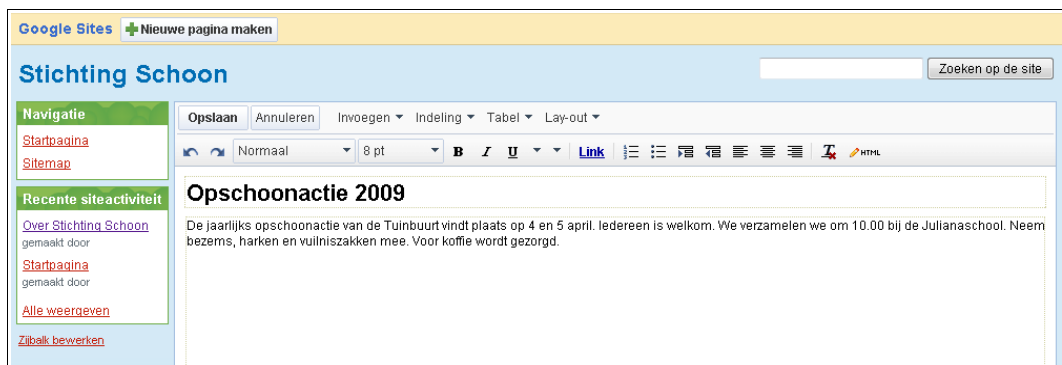 Google Sites Nieuwe pagina maken
Stichting Schoon
Zoeken op de site
Navigatie
Startpagina
Sitemap
Recente siteactiviteit
Over Stichting Schoon
gemaakt door
Startpagina
gemaakt door
Alle weergeven
Zijbalk bewerken
Opslaan Annuleren Invoegen Indeling Tabel Lay-out
Normaal 8 pt B I U Link T HTML
Opschoonactie 2009
De jaarlijks opschoonactie van de Tuinbuurt vindt plaats op 4 en 5 april. Iedereen is welkom. We verzamelen we om 10.00 bij de Julianaschool. Neem
bezems, harken en vuilniszakken mee. Voor koffie wordt gezorgd.